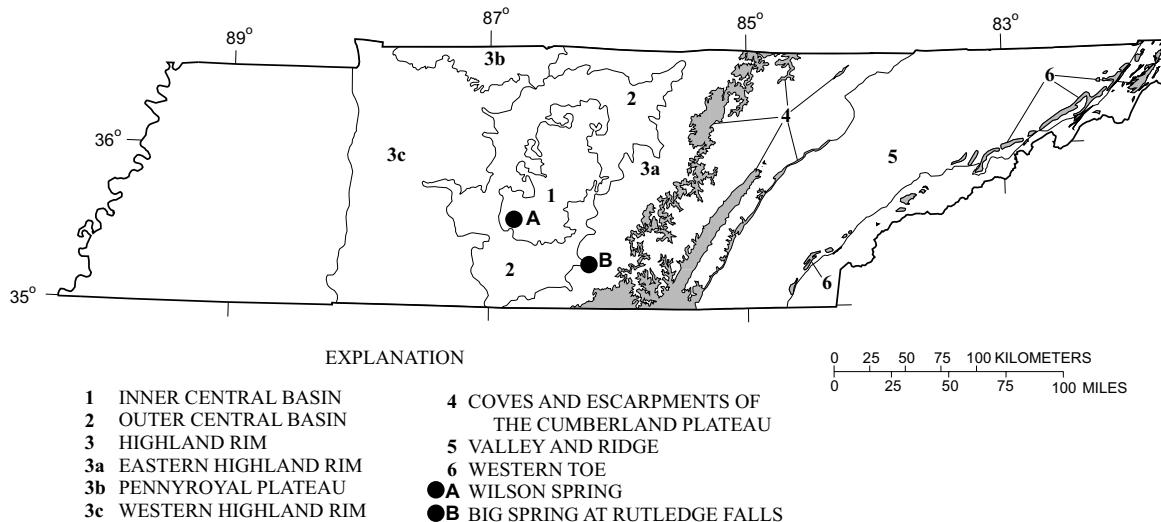 87°
85°
83°
89°
3b
6
2
4
36°
3c
5
3a
1
A
B
2
6
35°
EXPLANATION
0 25 50 75 100 KILOMETERS
0 25 50 75 100 MILES
1 INNER CENTRAL BASIN
2 OUTER CENTRAL BASIN
3 HIGHLAND RIM
3a EASTERN HIGHLAND RIM
3b PENNYROYAL PLATEAU
3c WESTERN HIGHLAND RIM
4 COVES AND ESCARPMENTS OF
THE CUMBERLAND PLATEAU
5 VALLEY AND RIDGE
6 WESTERN TOE
A WILSON SPRING
B BIG SPRING AT RUTLEDGE FALLS